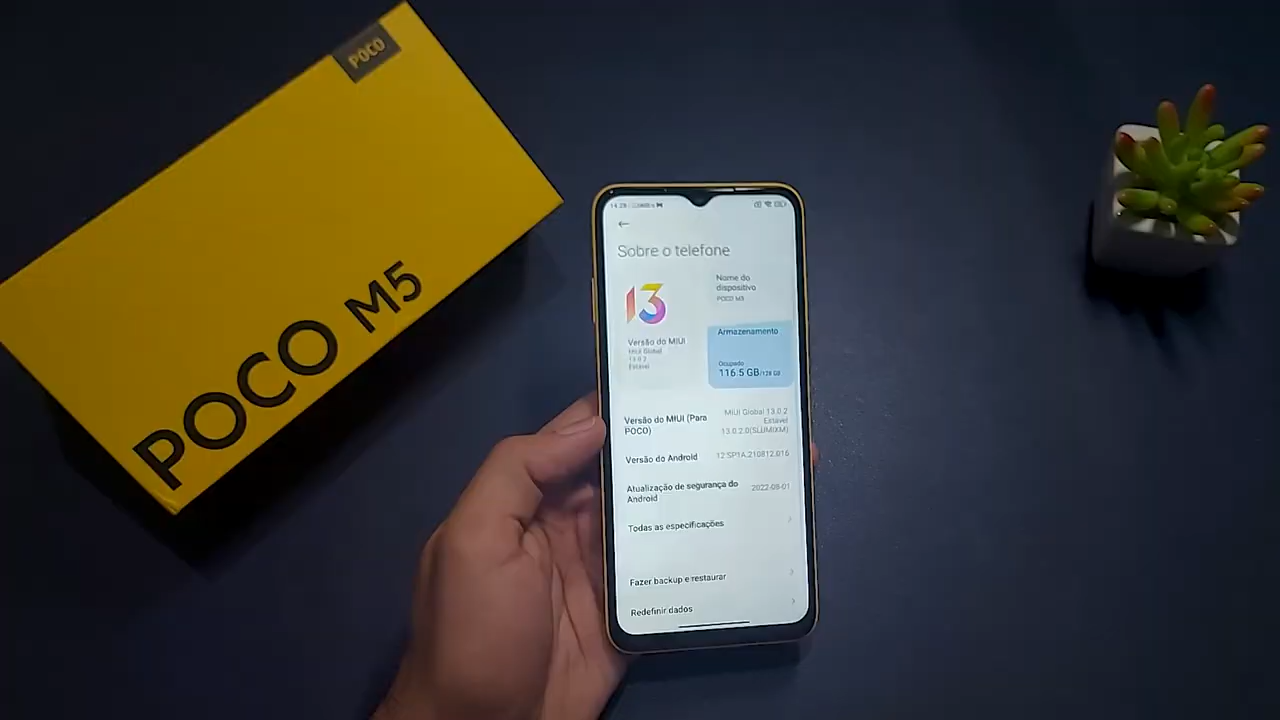 POCO
POCO M5
14:28
Sobre o telefone
13
Nome do
dispositivo
POCO M5
Versão do MIUI
MIUI Global
13.0.2
Estável
Armazenamento
Ocupado
116.5 GB/128 GB
Versão do MIUI (Para
POCO)
MIUI Global 13.0.2
Estável
13.0.2.0(SLUMIXM)
Versão do Android
12 SP1A.210812.016
Atualização de segurança do
Android
2022-08-01
Todas as especificações
Fazer backup e restaurar
Redefinir dados